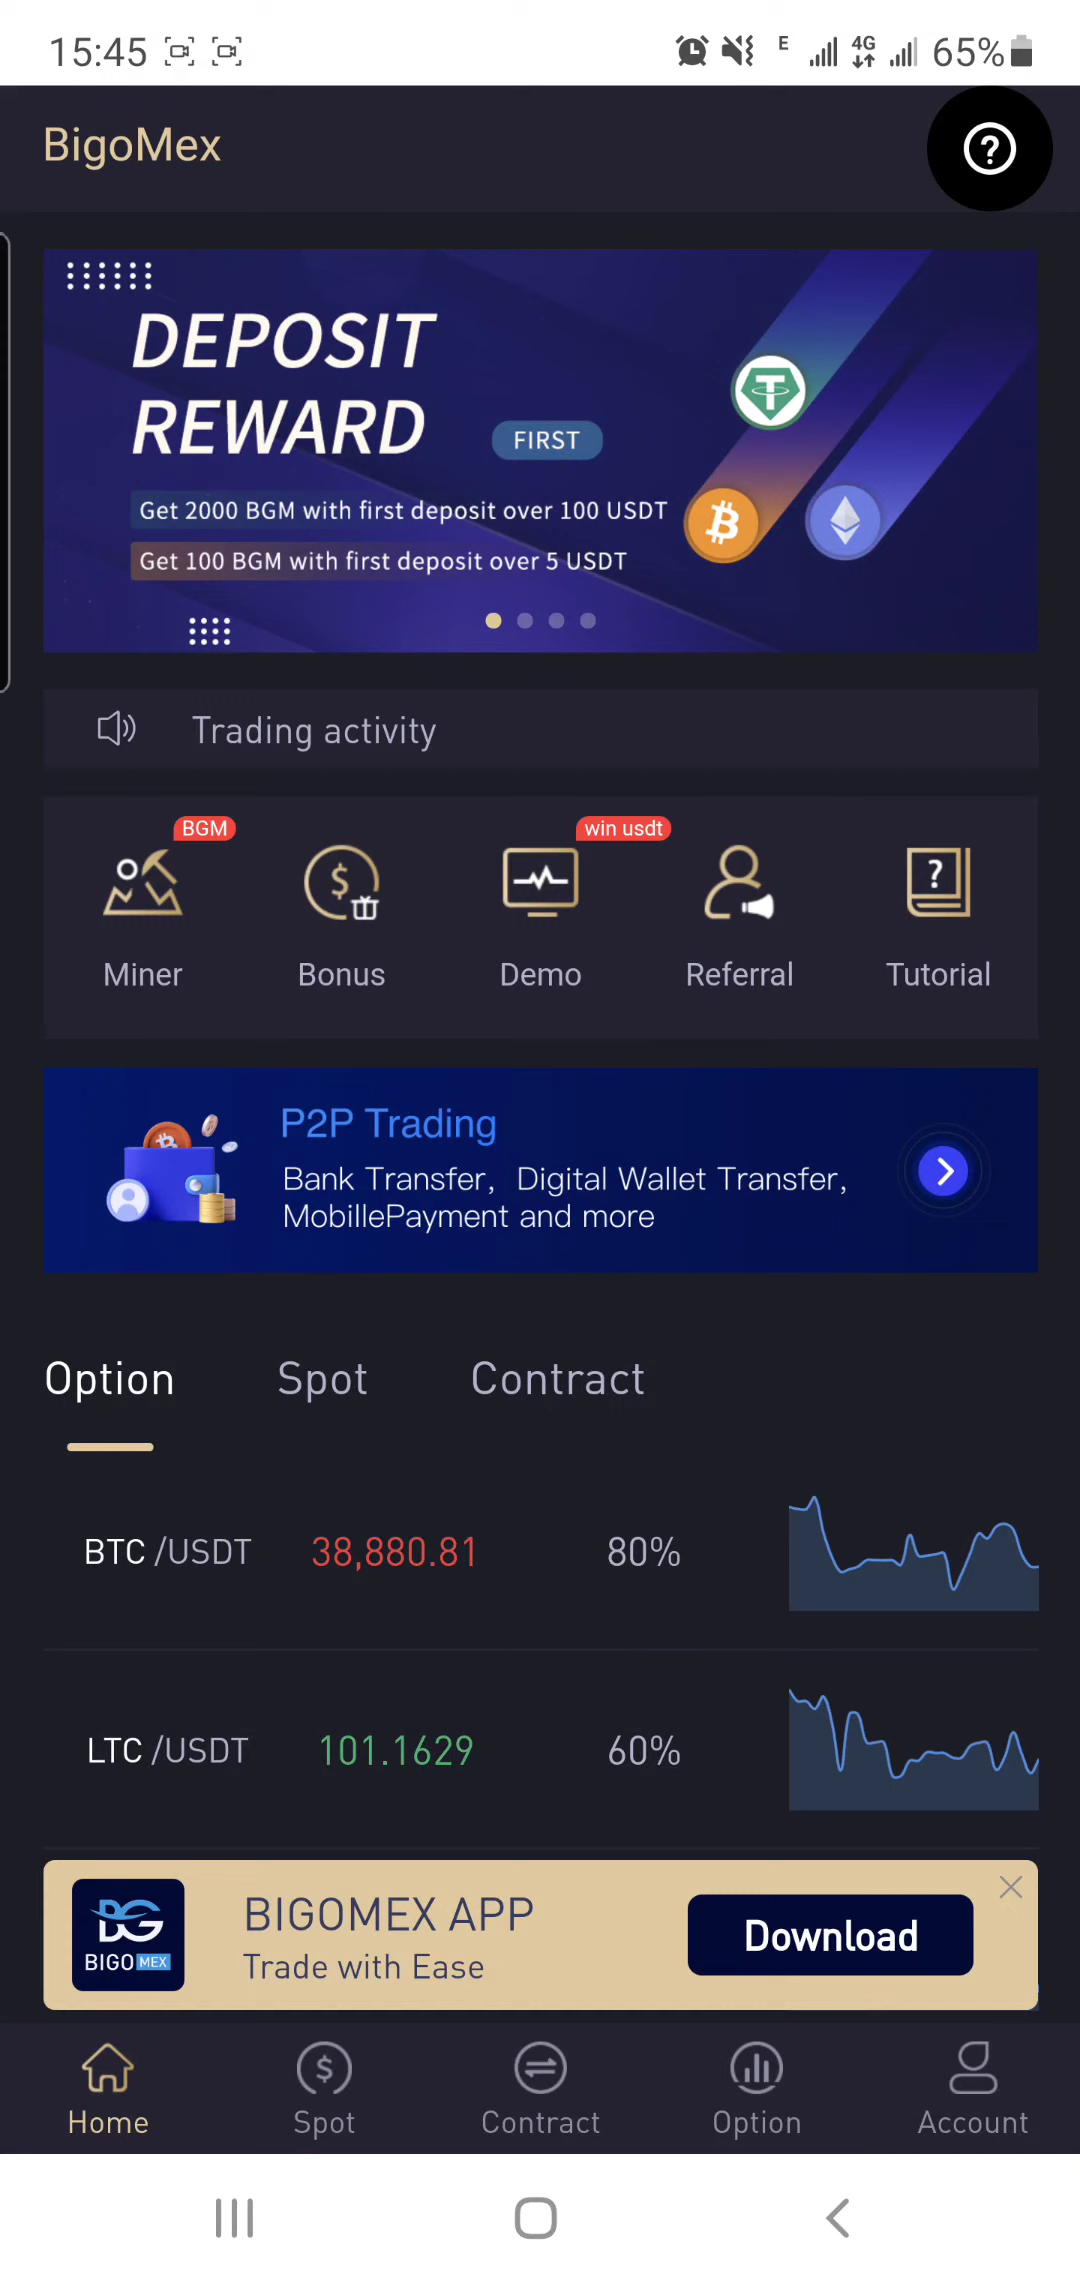 15:45
E
4G
65%
BigoMex
DEPOSIT
REWARD
FIRST
Get 2000 BGM with first deposit over 100 USDT
Get 100 BGM with first deposit over 5 USDT
Trading activity
BGM
win usdt
Miner
Bonus
Demo
Referral
Tutorial
P2P Trading
Bank Transfer, Digital Wallet Transfer,
MobillePayment and more
Option
Spot
Contract
BTC /USDT
38,880.81
80%
LTC /USDT
101.1629
60%
BIGO MEX
BIGOMEX APP
Trade with Ease
Download
Home
Spot
Contract
Option
Account